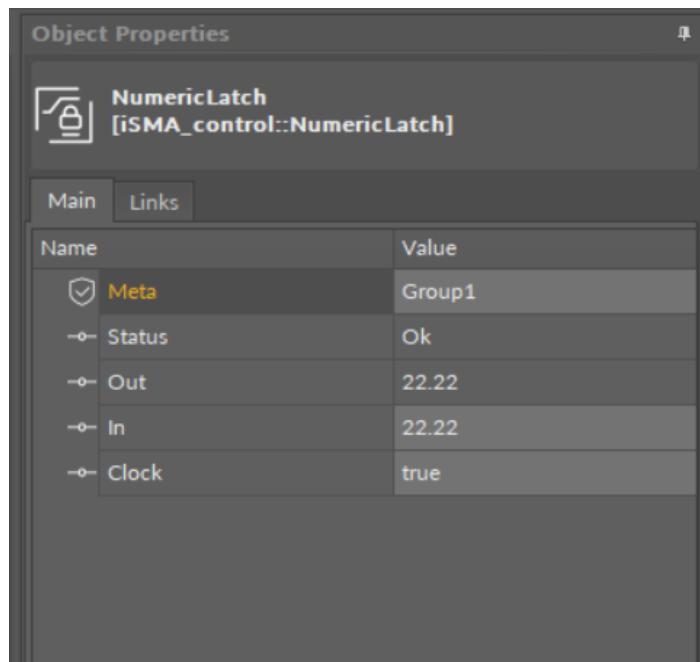 Object Properties
NumericLatch
[iSMA_control::NumericLatch]
Main Links
Name Value
Meta Group1
Status Ok
Out 22.22
In 22.22
Clock true